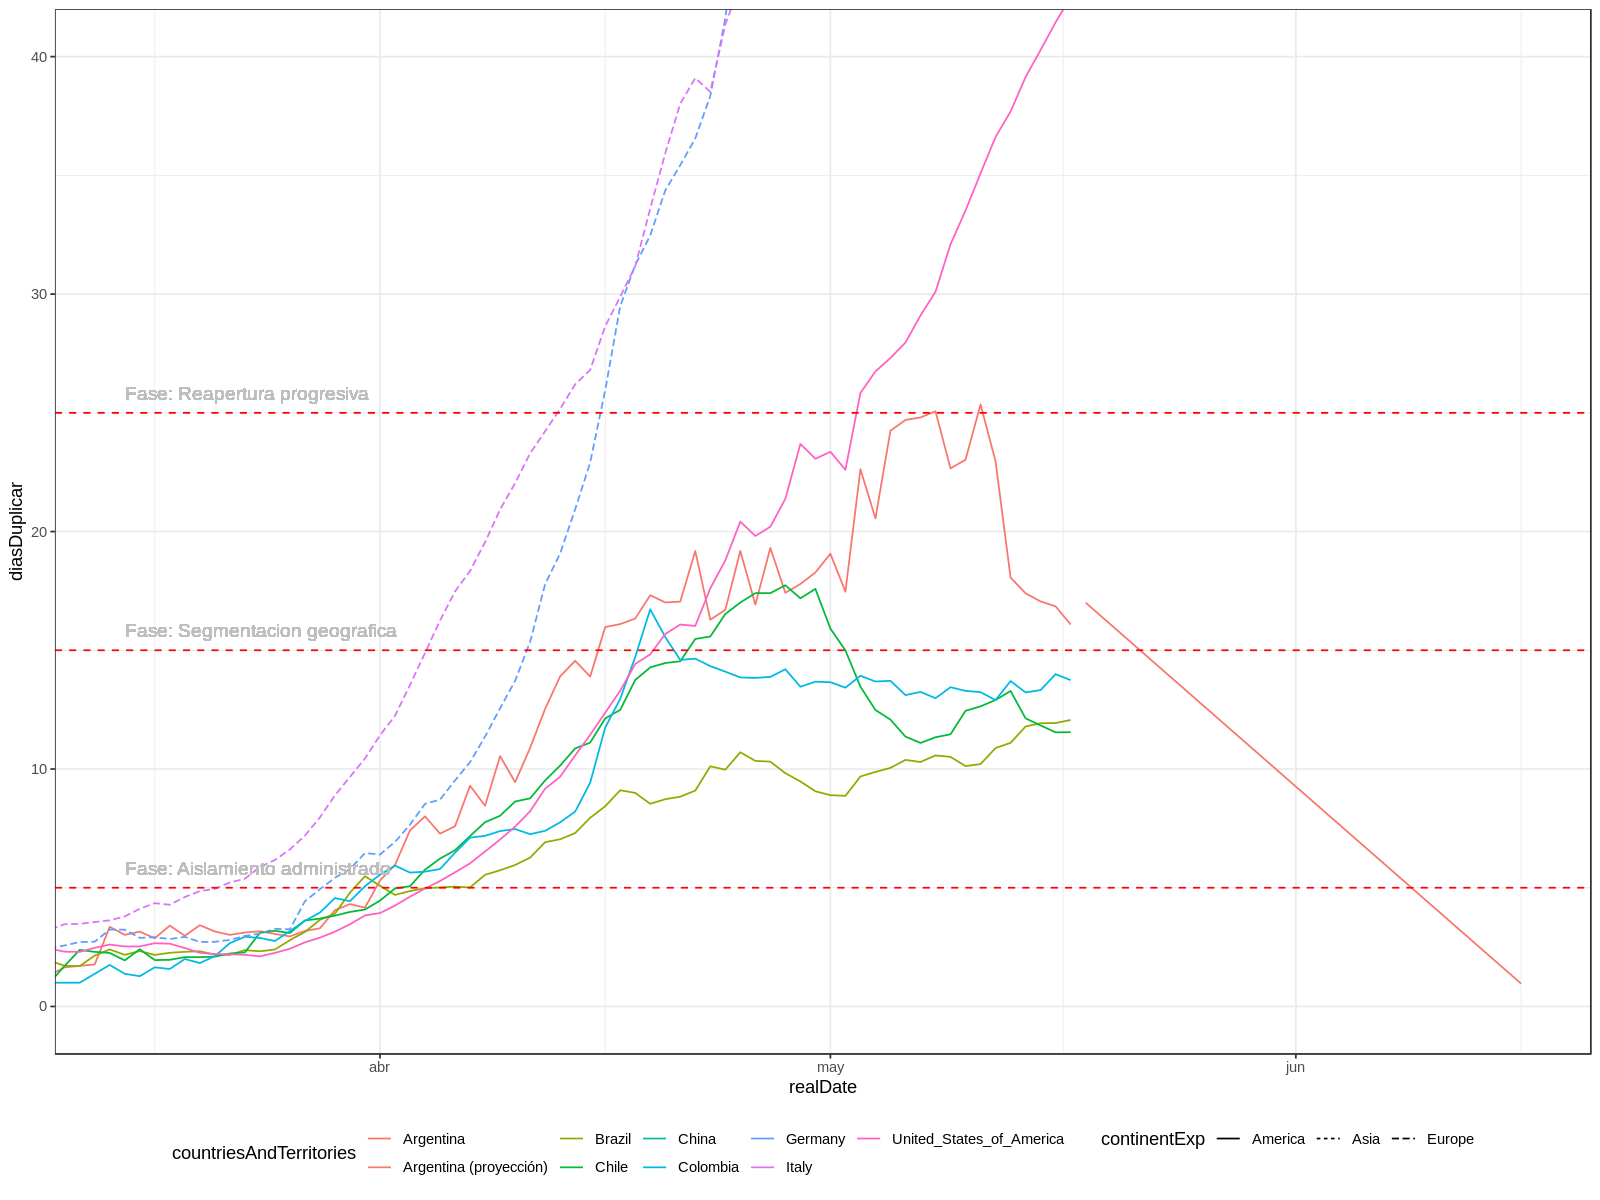 40
30
20
10
0
diasDuplicar
Fase: Reapertura progresiva
Fase: Segmentacion geografica
Fase: Aislamiento administrado
abr
may
jun
realDate
countriesAndTerritories
Argentina
Brazil
China
Germany
United_States_of_America
Argentina (proyección)
Chile
Colombia
Italy
continentExp
America
Asia
Europe